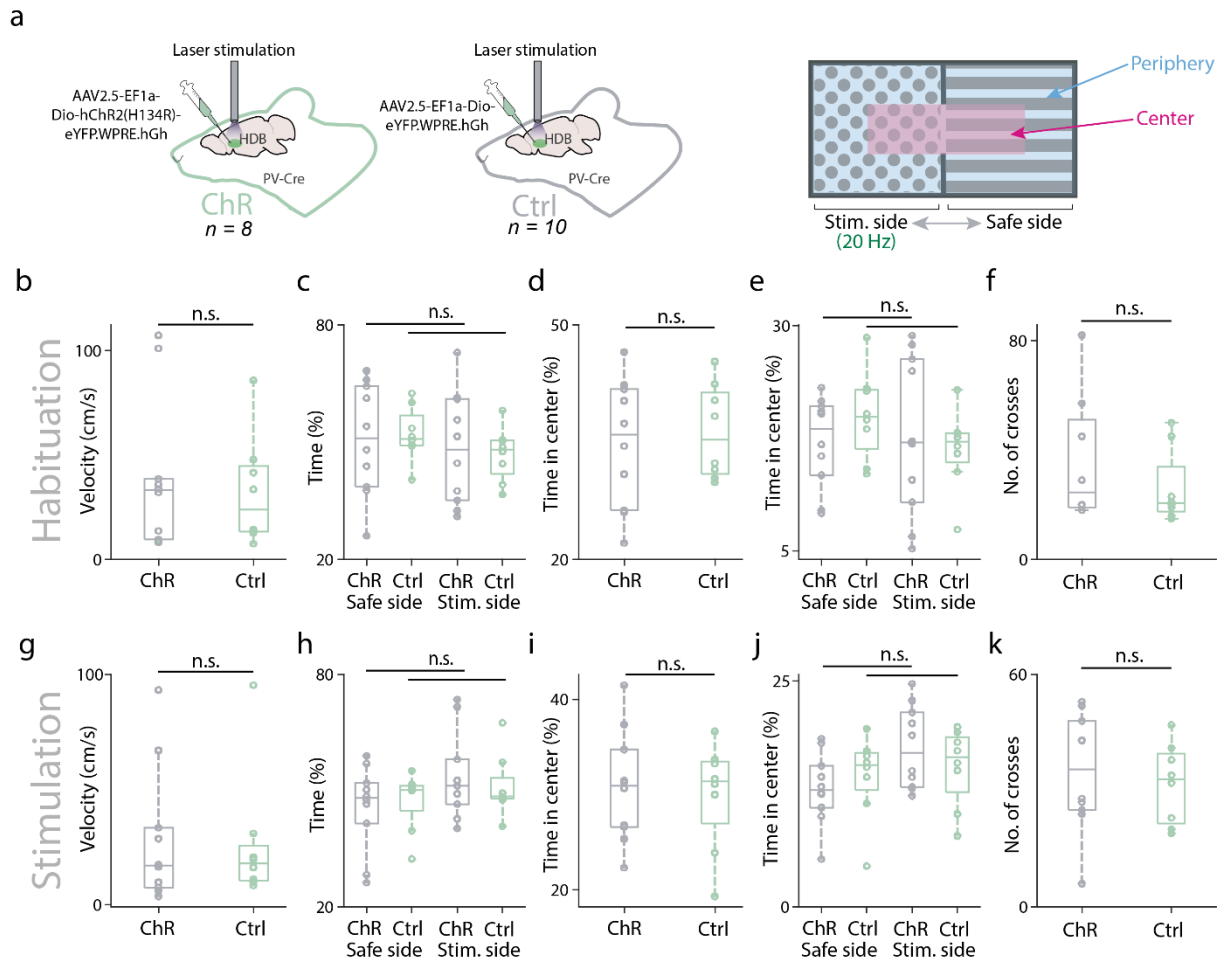 a
Laser stimulation
AAV2.5-EF1a-
Dio-hChR2(H134R)-
eYFP.WPRE.hGh
HDB
PV-Cre
ChR
n = 8
Laser stimulation
AAV2.5-EF1a-Dio-
eYFP.WPRE.hGh
HDB
PV-Cre
Ctrl
n = 10
Periphery
Center
Stim. side
(20 Hz)
Safe side
Habituation
b
n.s.
Velocity (cm/s)
100
0
ChR Ctrl
c
n.s.
Time (%)
80
20
ChR Ctrl ChR Ctrl
Safe side Stim. side
d
n.s.
Time in center (%)
50
20
ChR Ctrl
e
n.s.
Time in center (%)
30
5
ChR Ctrl ChR Ctrl
Safe side Stim. side
f
n.s.
No. of crosses
80
0
ChR Ctrl
Stimulation
g
n.s.
Velocity (cm/s)
100
0
ChR Ctrl
h
n.s.
Time (%)
80
20
ChR Ctrl ChR Ctrl
Safe side Stim. side
i
n.s.
Time in center (%)
40
20
ChR Ctrl
j
n.s.
Time in center (%)
25
0
ChR Ctrl ChR Ctrl
Safe side Stim. side
k
n.s.
No. of crosses
60
0
ChR Ctrl